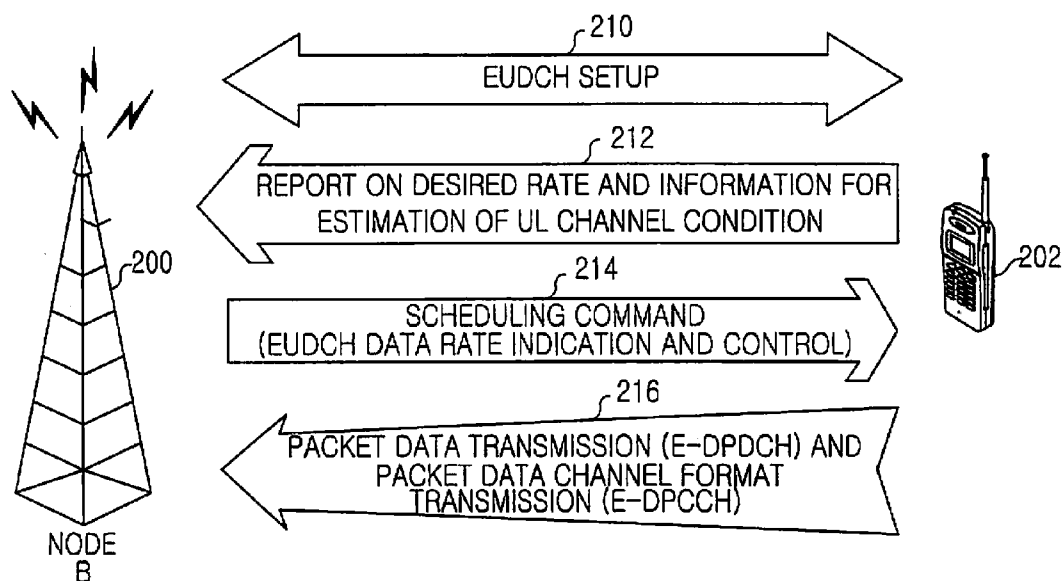 210
EUDCH SETUP
212
REPORT ON DESIRED RATE AND INFORMATION FOR
ESTIMATION OF UL CHANNEL CONDITION
200
202
214
SCHEDULING COMMAND
(EUDCH DATA RATE INDICATION AND CONTROL)
216
PACKET DATA TRANSMISSION (E-DPDCH) AND
PACKET DATA CHANNEL FORMAT
TRANSMISSION (E-DPCCH)
NODE
B